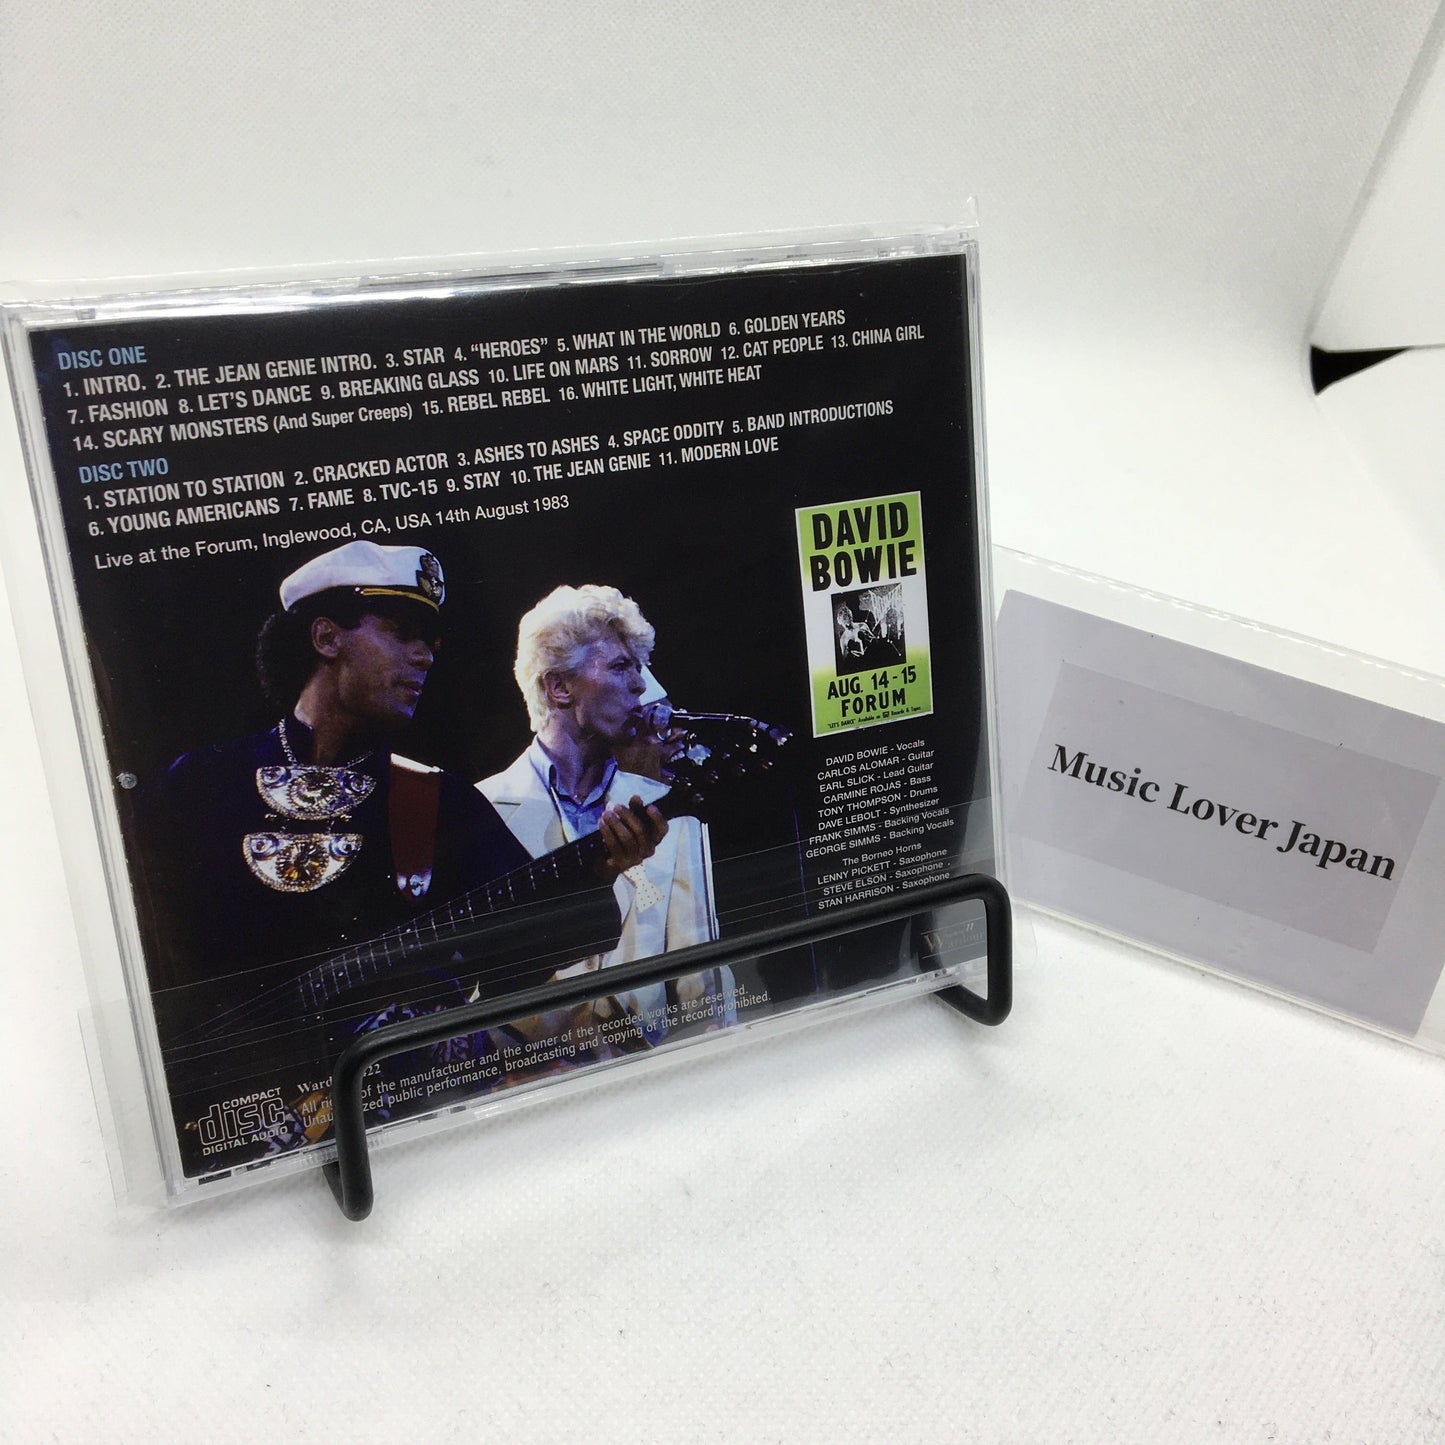 DISC ONE
1. INTRO. 2. THE JEAN GENIE INTRO. 3. STAR 4. “HEROES” 5. WHAT IN THE WORLD 6. GOLDEN YEARS
7. FASHION 8. LET’S DANCE 9. BREAKING GLASS 10. LIFE ON MARS 11. SORROW 12. CAT PEOPLE 13. CHINA GIRL
14. SCARY MONSTERS (And Super Creeps) 15. REBEL REBEL 16. WHITE LIGHT, WHITE HEAT
DISC TWO
1. STATION TO STATION 2. CRACKED ACTOR 3. ASHES TO ASHES 4. SPACE ODDITY 5. BAND INTRODUCTIONS
6. YOUNG AMERICANS 7. FAME 8. TVC-15 9. STAY 10. THE JEAN GENIE 11. MODERN LOVE
Live at the Forum, Inglewood, CA, USA 14th August 1983
DAVID
BOWIE
AUG. 14-15
FORUM
"LET'S DANCE" Available on Records & Tapes
DAVID BOWIE - Vocals
CARLOS ALOMAR - Guitar
EARL SLICK - Lead Guitar
CARMINE ROJAS - Bass
TONY THOMPSON - Drums
DAVE LEBOLT - Synthesizer
FRANK SIMMS - Backing Vocals
GEORGE SIMMS - Backing Vocals
The Borneo Horns
LENNY PICKETT - Saxophone
STEVE ELSON - Saxophone
STAN HARRISON - Saxophone
COMPACT
disc
DIGITAL AUDIO
All of the manufacturer and the owner of the recorded works are reserved.
public performance, broadcasting and copying of the record prohibited.
Music Lover Japan